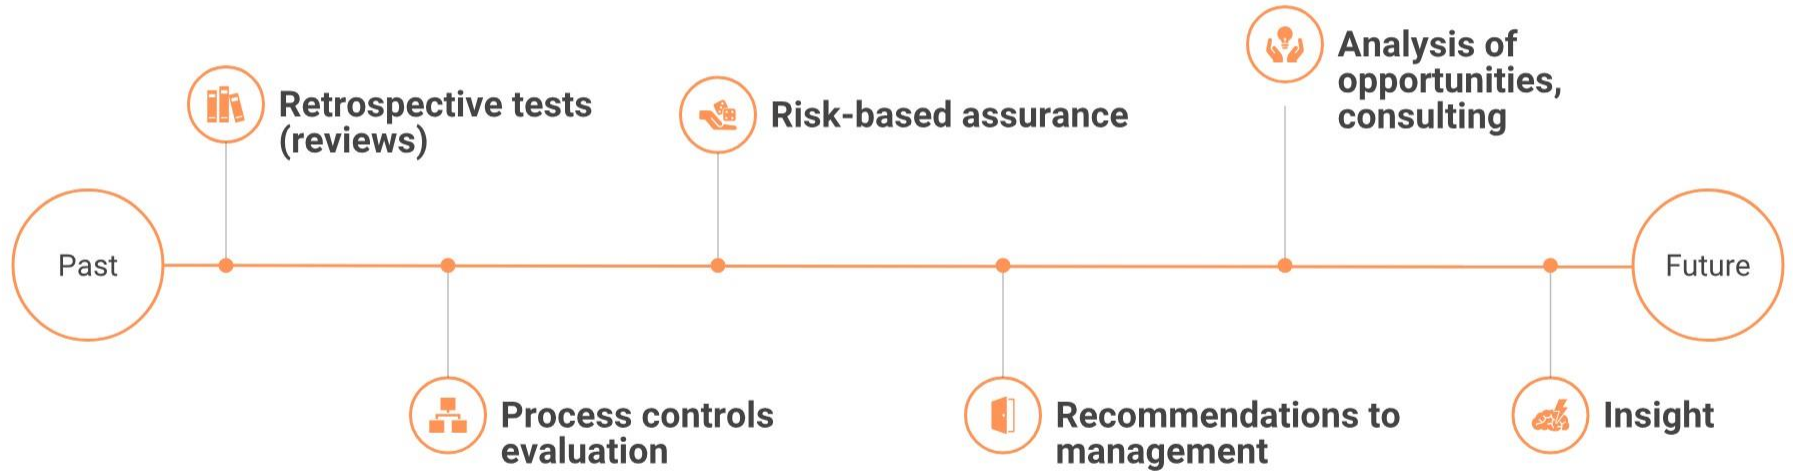 Past
Retrospective tests
(reviews)
Process controls
evaluation
Risk-based assurance
Recommendations to
management
Analysis of
opportunities,
consulting
Insight
Future